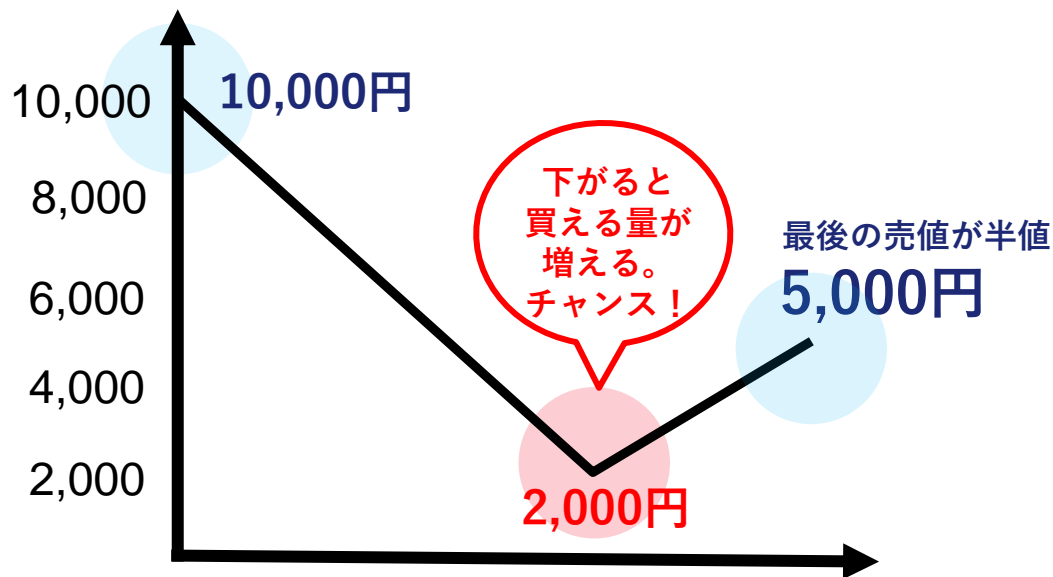 10,000
8,000
6,000
4,000
2,000
10,000円
下がると
買える量が
増える。
チャンス！
2,000円
最後の売値が半値
5,000円